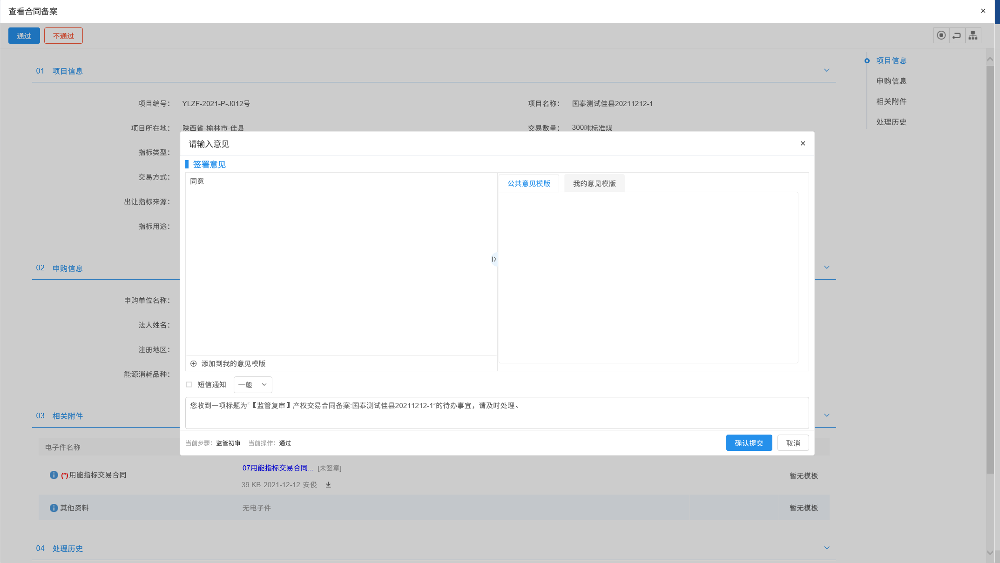 查看合同备案
通过 不通过
01 项目信息
项目信息
申购信息
相关附件
处理历史
项目编号： YLZF-2021-P-J012号 项目名称： 国泰测试佳县20211212-1
项目所在地： 陕西省·榆林市·佳县 交易数量： 300吨标准煤
指标类型：
交易方式：
出让指标来源：
指标用途：
02 申购信息
申购单位名称：
法人姓名：
注册地区：
能源消耗品种：
03 相关附件
请输入意见
签署意见
同意
公共意见模版 我的意见模版
添加到我的意见模版
短信通知 一般
您收到一项标题为“【监管复审】产权交易合同备案:国泰测试佳县20211212-1”的待办事宜，请及时处理。
当前步骤：监管初审 当前操作：通过
确认提交 取消
电子件名称
(*)用能指标交易合同 07用能指标交易合同... [未签章] 暂无模板
39 KB 2021-12-12 安俊
其他资料 无电子件 暂无模板
04 处理历史